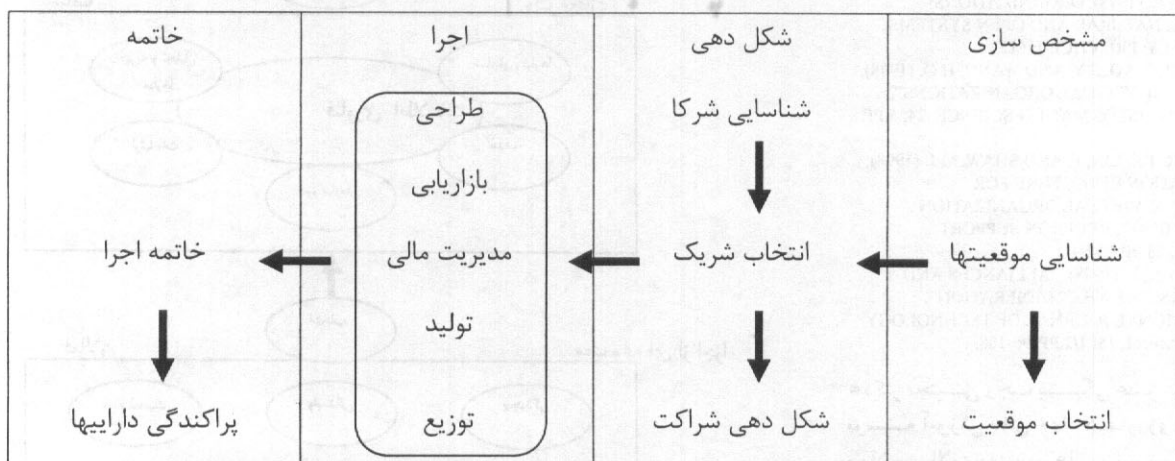 مشخص سازی
شناسایی موقعیتها
انتخاب موقعیت
شکل دهی
شناسایی شرکا
انتخاب شریک
شکل دهی شراکت
اجرا
طراحی
بازاریابی
مدیریت مالی
تولید
توزیع
خاتمه
خاتمه اجرا
پراکندگی داراییها